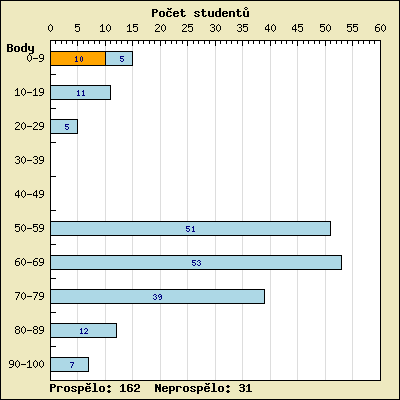 Počet studentů
0 5 10 15 20 25 30 35 40 45 50 55 60
Body
0-9 10 5
10-19 11
20-29 5
30-39
40-49
50-59 51
60-69 53
70-79 39
80-89 12
90-100 7
Prospělo: 162 Neprospělo: 31